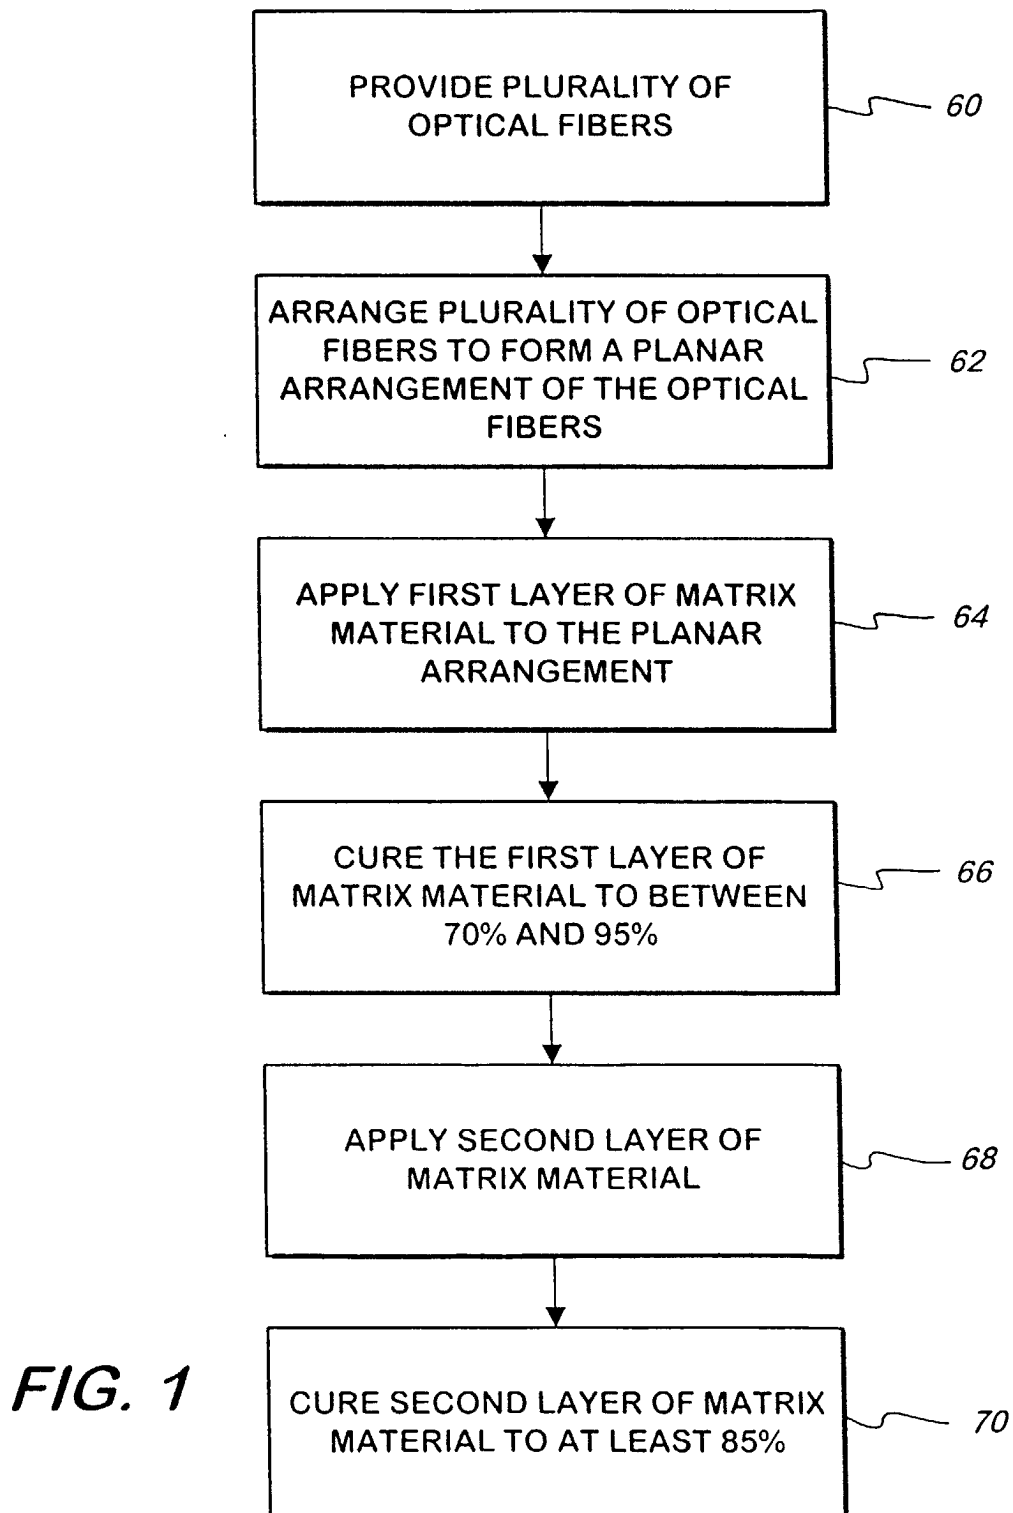 PROVIDE PLURALITY OF
OPTICAL FIBERS
60
ARRANGE PLURALITY OF OPTICAL
FIBERS TO FORM A PLANAR
ARRANGEMENT OF THE OPTICAL
FIBERS
62
APPLY FIRST LAYER OF MATRIX
MATERIAL TO THE PLANAR
ARRANGEMENT
64
CURE THE FIRST LAYER OF
MATRIX MATERIAL TO BETWEEN
70% AND 95%
66
APPLY SECOND LAYER OF
MATRIX MATERIAL
68
CURE SECOND LAYER OF MATRIX
MATERIAL TO AT LEAST 85%
70
FIG. 1